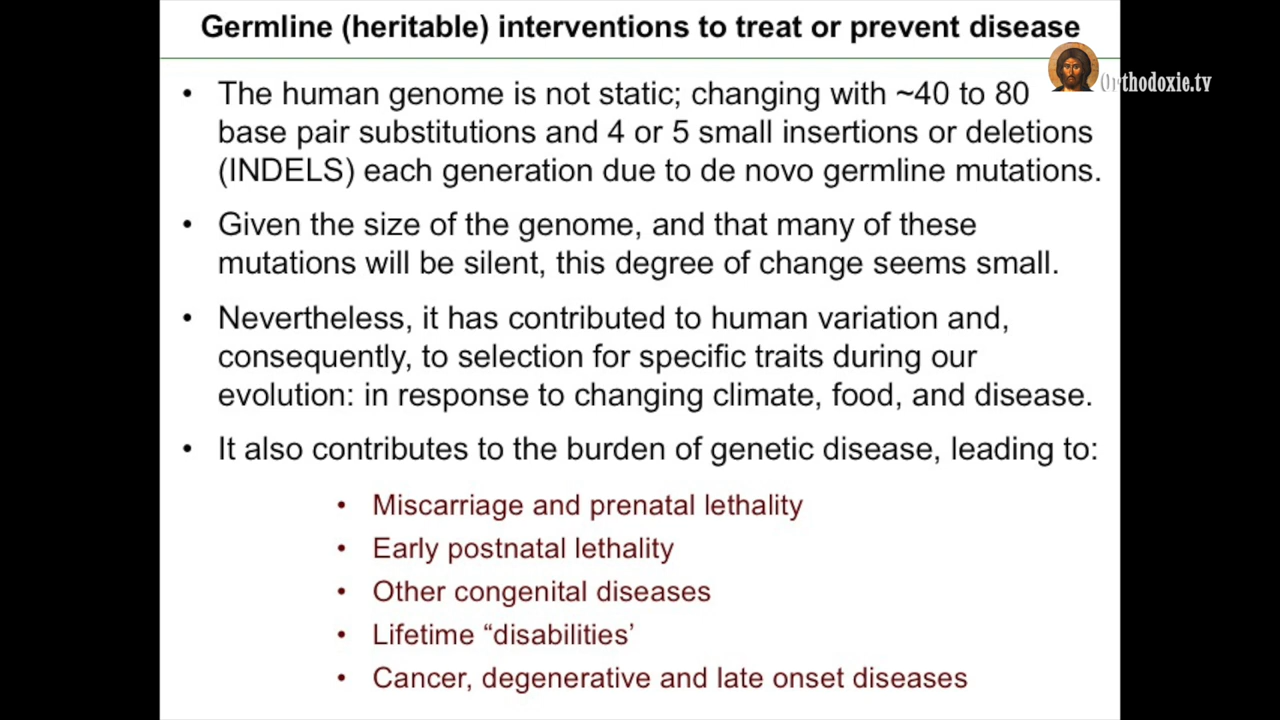 Germline (heritable) interventions to treat or prevent disease
Orthodoxie.tv
• The human genome is not static; changing with ~40 to 80
base pair substitutions and 4 or 5 small insertions or deletions
(INDELS) each generation due to de novo germline mutations.
• Given the size of the genome, and that many of these
mutations will be silent, this degree of change seems small.
• Nevertheless, it has contributed to human variation and,
consequently, to selection for specific traits during our
evolution: in response to changing climate, food, and disease.
• It also contributes to the burden of genetic disease, leading to:
• Miscarriage and prenatal lethality
• Early postnatal lethality
• Other congenital diseases
• Lifetime “disabilities’
• Cancer, degenerative and late onset diseases